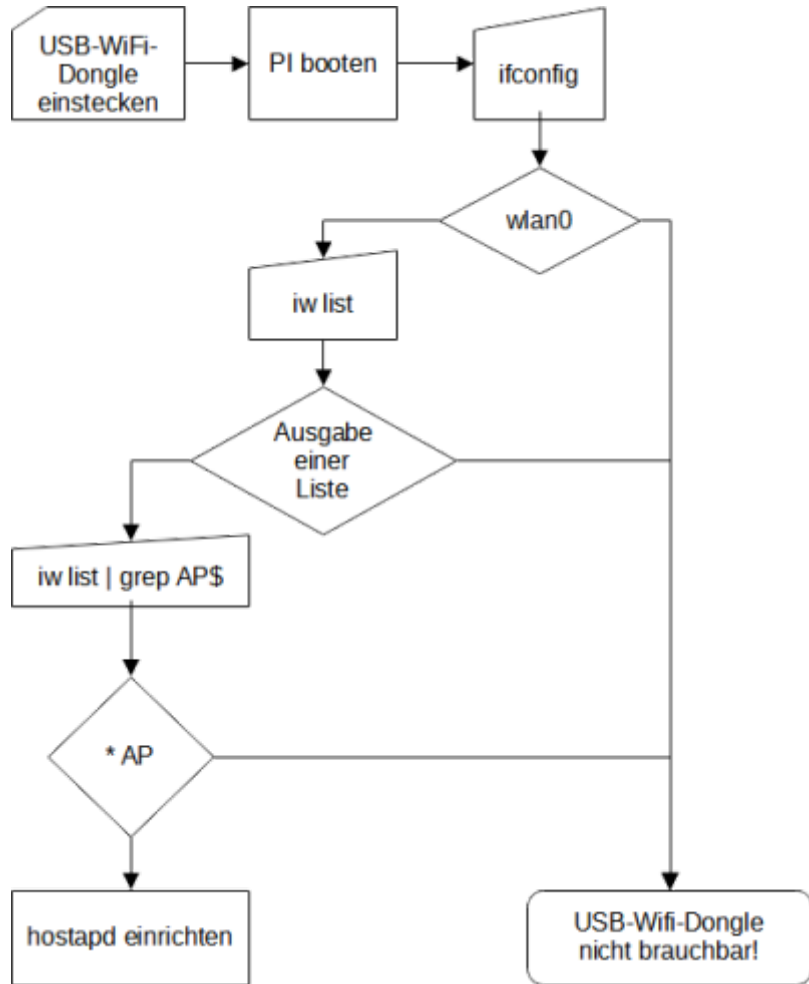 USB-WiFi-
Dongle
einstecken
PI booten
ifconfig
wlan0
iw list
Ausgabe
einer
Liste
iw list | grep AP$
* AP
hostapd einrichten
USB-Wifi-Dongle
nicht brauchbar!